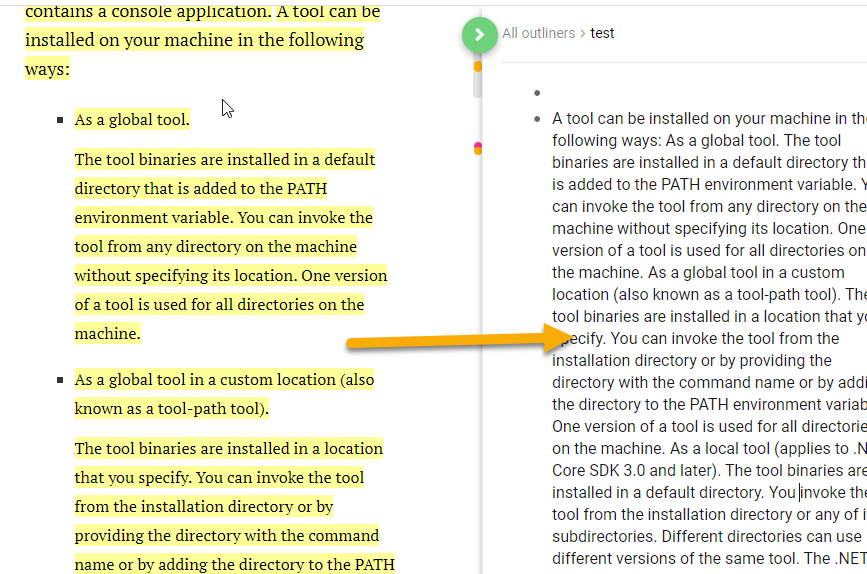 contains a console application. A tool can be
installed on your machine in the following
ways:
As a global tool.
The tool binaries are installed in a default
directory that is added to the PATH
environment variable. You can invoke the
tool from any directory on the machine
without specifying its location. One version
of a tool is used for all directories on the
machine.
As a global tool in a custom location (also
known as a tool-path tool).
The tool binaries are installed in a location
that you specify. You can invoke the tool
from the installation directory or by
providing the directory with the command
name or by adding the directory to the PATH
All outliners > test
A tool can be installed on your machine in the
following ways: As a global tool. The tool
binaries are installed in a default directory th
is added to the PATH environment variable. Y
can invoke the tool from any directory on the
machine without specifying its location. One
version of a tool is used for all directories on
the machine. As a global tool in a custom
location (also known as a tool-path tool). The
tool binaries are installed in a location that yo
specify. You can invoke the tool from the
installation directory or by providing the
directory with the command name or by addi
the directory to the PATH environment variab
One version of a tool is used for all directorie
on the machine. As a local tool (applies to .N
Core SDK 3.0 and later). The tool binaries are
installed in a default directory. You invoke the
tool from the installation directory or any of i
subdirectories. Different directories can use
different versions of the same tool. The .NET